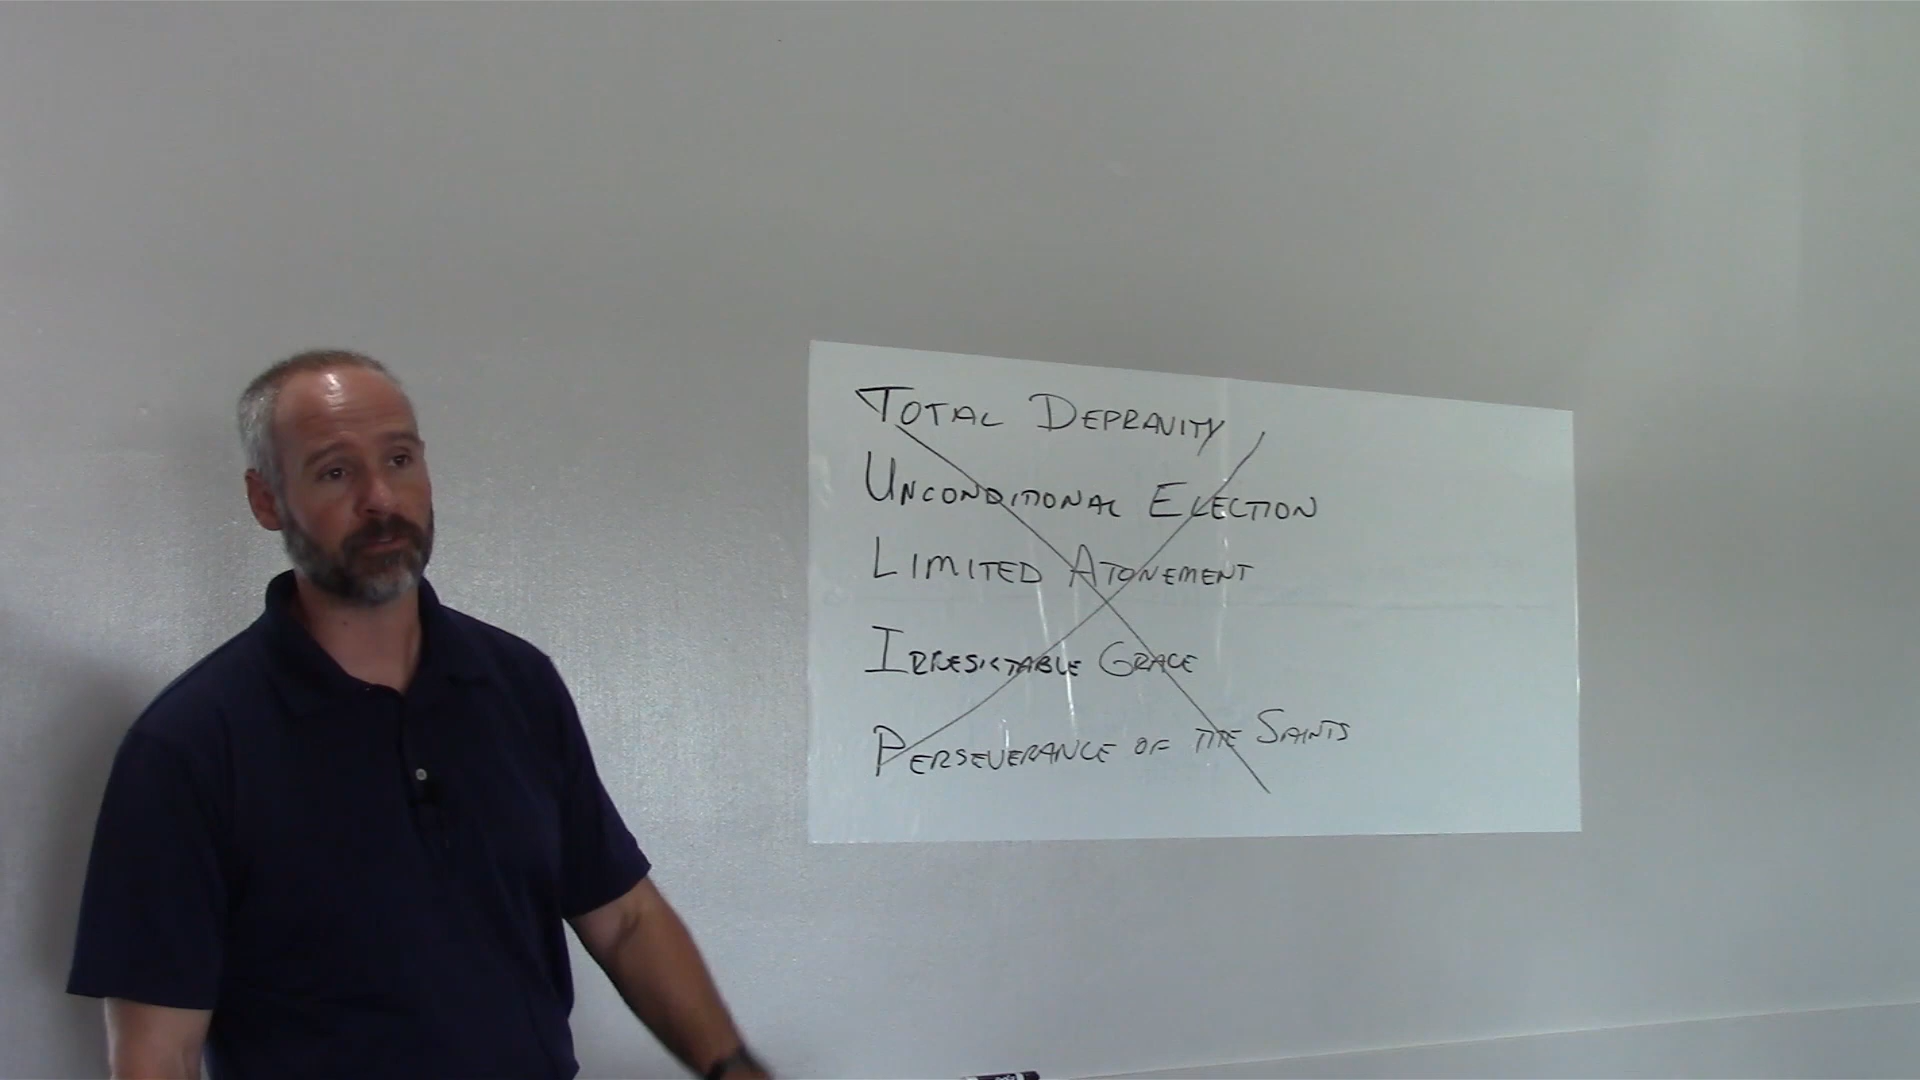 TOTAL DEPRAVITY
UNCONDITIONAL ELECTION
LIMITED ATONEMENT
IRRESISTABLE GRACE
PERSEVERANCE OF THE SAINTS